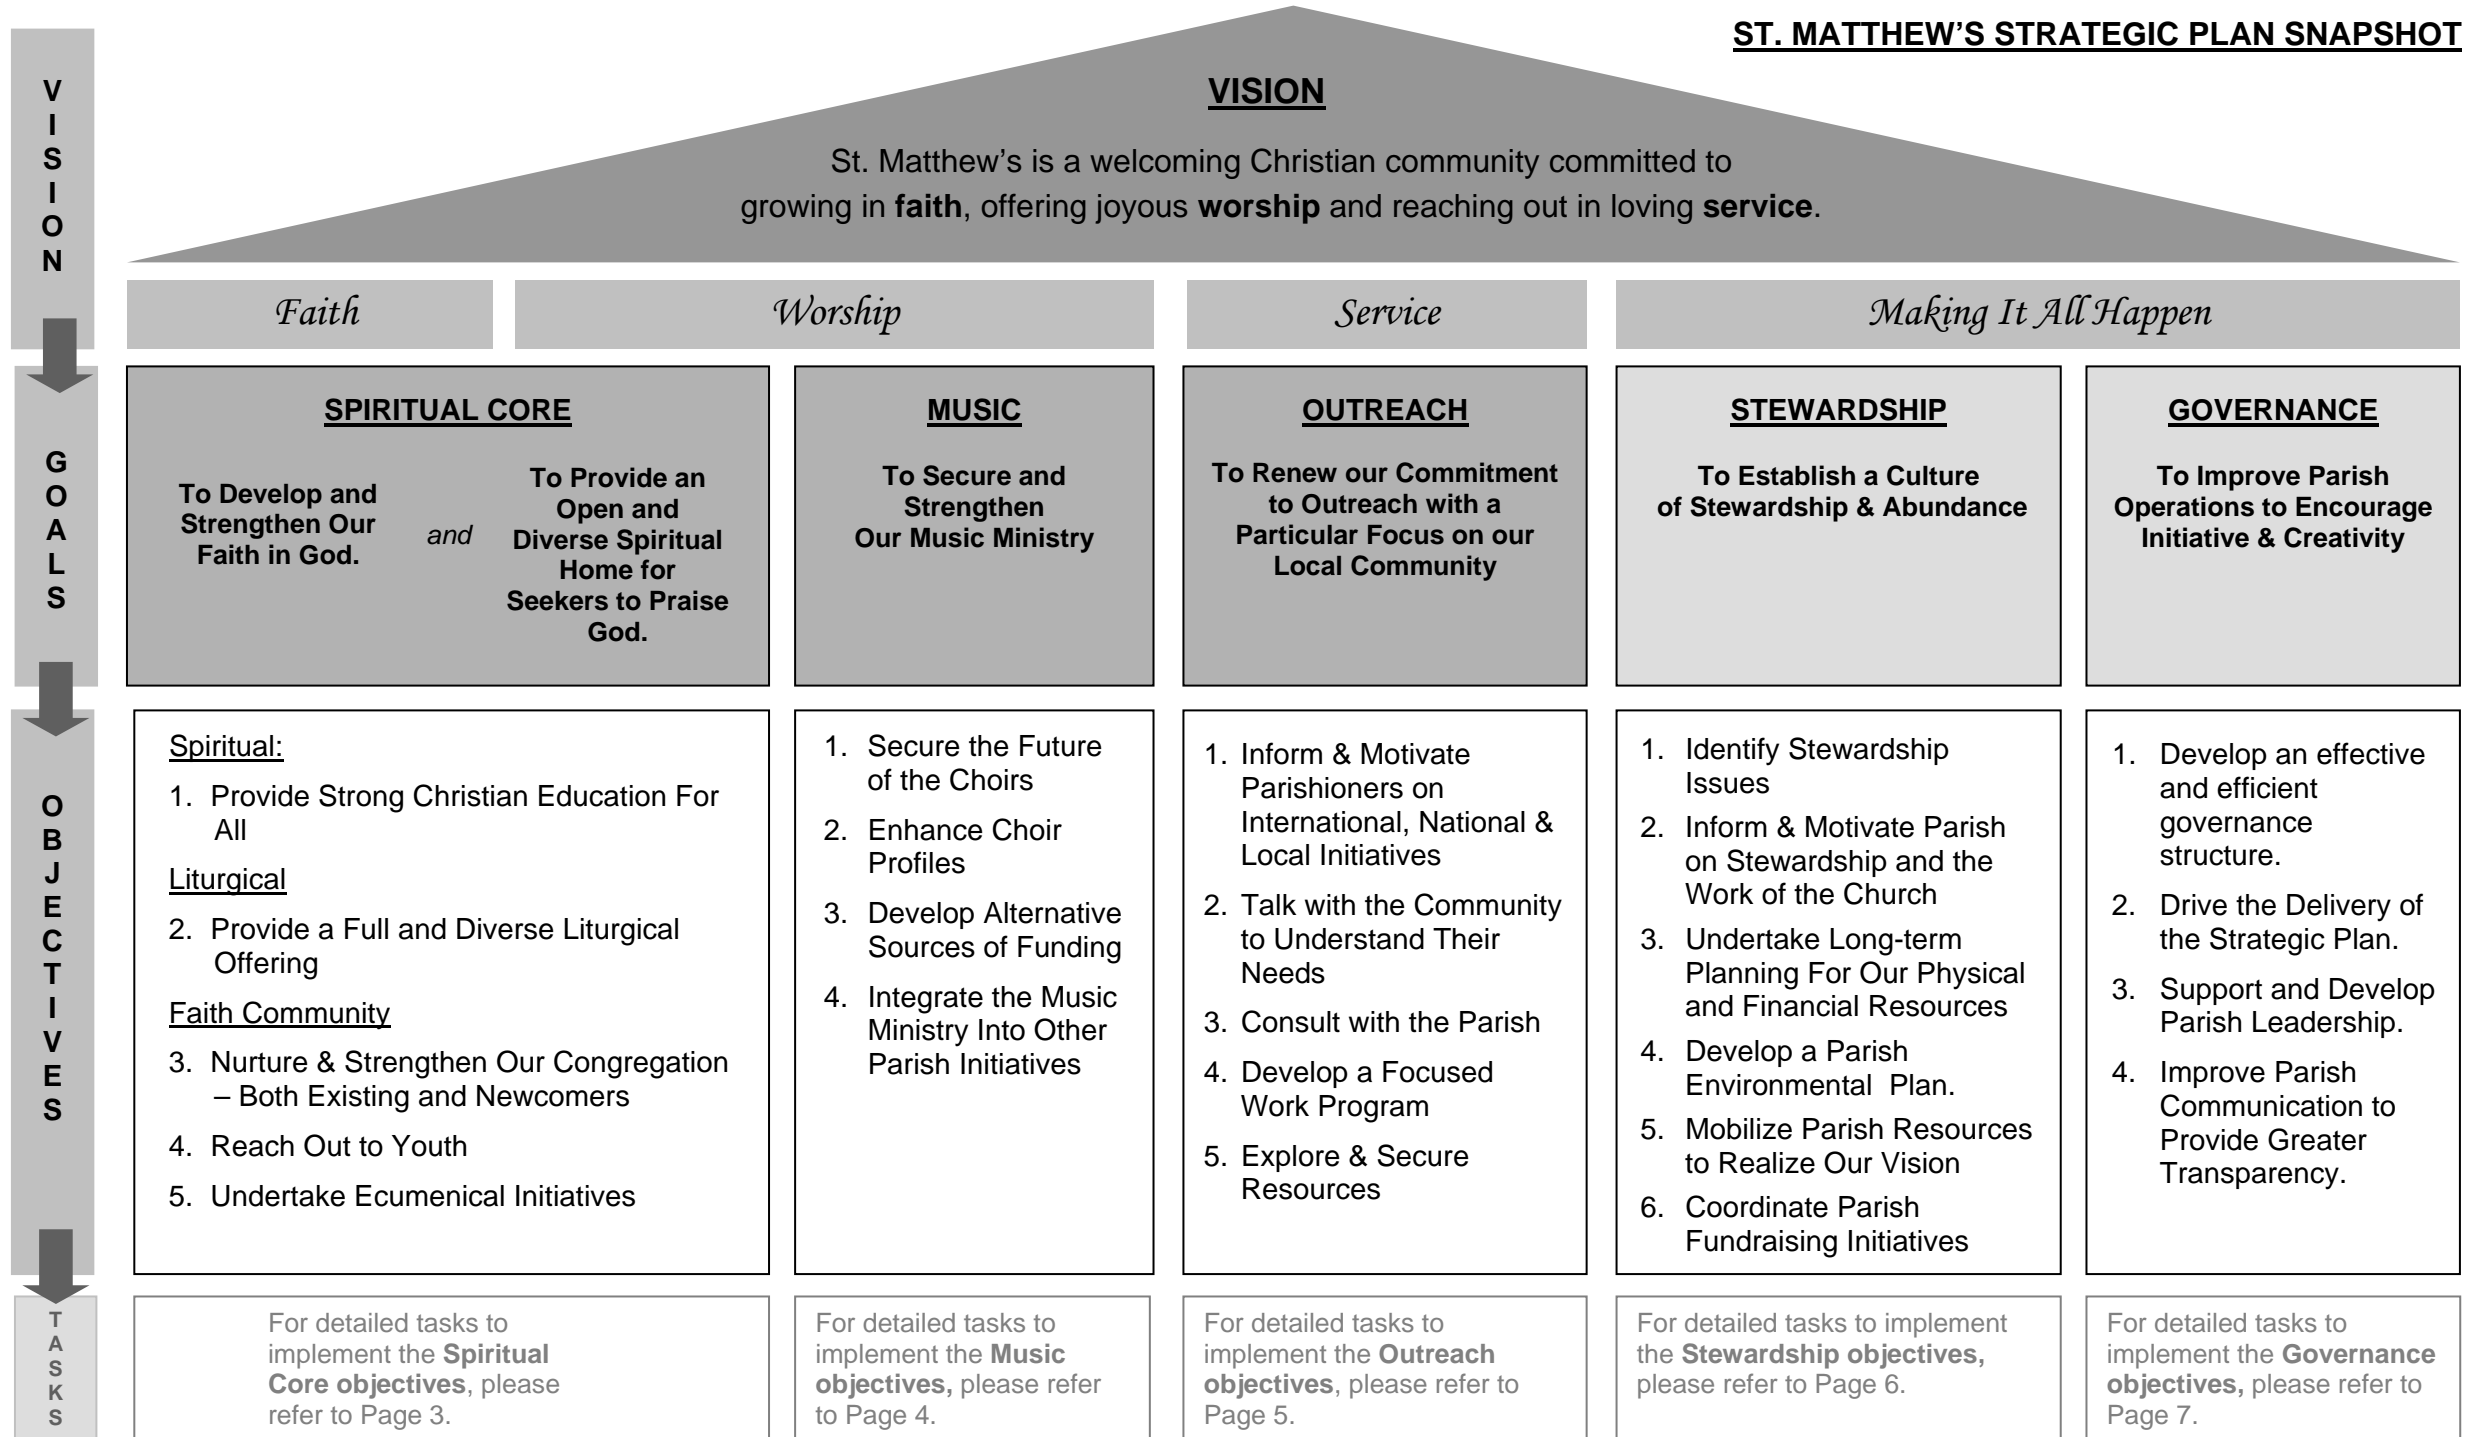 ST. MATTHEW’S STRATEGIC PLAN SNAPSHOT
VISION
VISION
St. Matthew’s is a welcoming Christian community committed to
growing in faith, offering joyous worship and reaching out in loving service.
Faith
Worship
Service
Making It All Happen
GOALS
SPIRITUAL CORE
To Develop and
Strengthen Our
Faith in God.
and
To Provide an
Open and
Diverse Spiritual
Home for
Seekers to Praise
God.
MUSIC
To Secure and
Strengthen
Our Music Ministry
OUTREACH
To Renew our Commitment
to Outreach with a
Particular Focus on our
Local Community
STEWARDSHIP
To Establish a Culture
of Stewardship & Abundance
GOVERNANCE
To Improve Parish
Operations to Encourage
Initiative & Creativity
OBJECTIVES
Spiritual:
1. Provide Strong Christian Education For
All
Liturgical
2. Provide a Full and Diverse Liturgical
Offering
Faith Community
3. Nurture & Strengthen Our Congregation
– Both Existing and Newcomers
4. Reach Out to Youth
5. Undertake Ecumenical Initiatives
1. Secure the Future
of the Choirs
2. Enhance Choir
Profiles
3. Develop Alternative
Sources of Funding
4. Integrate the Music
Ministry Into Other
Parish Initiatives
1. Inform & Motivate
Parishioners on
International, National &
Local Initiatives
2. Talk with the Community
to Understand Their
Needs
3. Consult with the Parish
4. Develop a Focused
Work Program
5. Explore & Secure
Resources
1. Identify Stewardship
Issues
2. Inform & Motivate Parish
on Stewardship and the
Work of the Church
3. Undertake Long-term
Planning For Our Physical
and Financial Resources
4. Develop a Parish
Environmental Plan.
5. Mobilize Parish Resources
to Realize Our Vision
6. Coordinate Parish
Fundraising Initiatives
1. Develop an effective
and efficient
governance
structure.
2. Drive the Delivery of
the Strategic Plan.
3. Support and Develop
Parish Leadership.
4. Improve Parish
Communication to
Provide Greater
Transparency.
TASKS
For detailed tasks to
implement the Spiritual
Core objectives, please
refer to Page 3.
For detailed tasks to
implement the Music
objectives, please refer
to Page 4.
For detailed tasks to
implement the Outreach
objectives, please refer to
Page 5.
For detailed tasks to implement
the Stewardship objectives,
please refer to Page 6.
For detailed tasks to
implement the Governance
objectives, please refer to
Page 7.